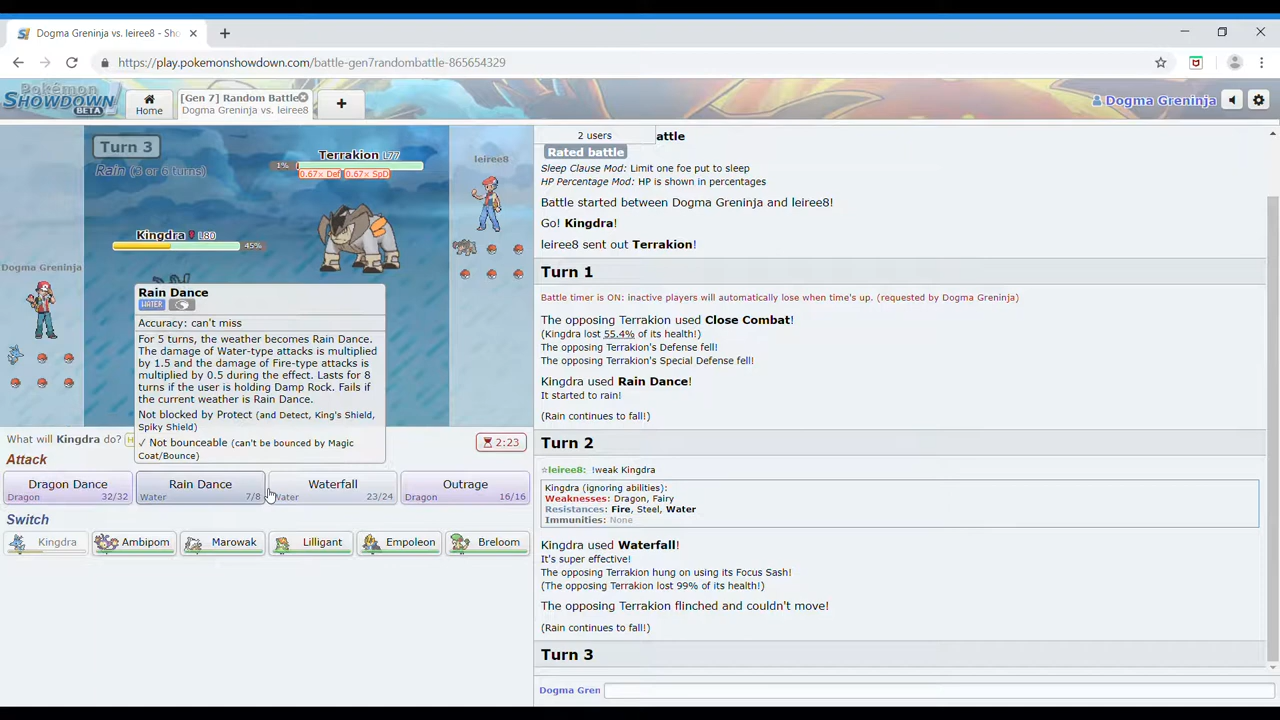 Dogma Greninja vs. leiree8 - Sho
https://play.pokemonshowdown.com/battle-gen7randombattle-865654329
Pokémon
SHOWDOWN
BETA
Home
[Gen 7] Random Battle
Dogma Greninja vs. leiree8
Dogma Greninja
Turn 3
Rain (3 or 6 turns)
Terrakion L77
1%
0.67× Def 0.67× SpD
leiree8
Kingdra L80
45%
Dogma Greninja
Rain Dance
WATER
Accuracy: can't miss
For 5 turns, the weather becomes Rain Dance.
The damage of Water-type attacks is multiplied
by 1.5 and the damage of Fire-type attacks is
multiplied by 0.5 during the effect. Lasts for 8
turns if the user is holding Damp Rock. Fails if
the current weather is Rain Dance.
Not blocked by Protect (and Detect, King's Shield,
Spiky Shield)
✓ Not bounceable (can't be bounced by Magic
Coat/Bounce)
What will Kingdra do? H
2:23
Attack
Dragon Dance
Dragon 32/32
Rain Dance
Water 7/8
Waterfall
ater 23/24
Outrage
Dragon 16/16
Switch
Kingdra Ambipom Marowak Lilligant Empoleon Breloom
2 users
attle
Rated battle
Sleep Clause Mod: Limit one foe put to sleep
HP Percentage Mod: HP is shown in percentages
Battle started between Dogma Greninja and leiree8!
Go! Kingdra!
leiree8 sent out Terrakion!
Turn 1
Battle timer is ON: inactive players will automatically lose when time's up. (requested by Dogma Greninja)
The opposing Terrakion used Close Combat!
(Kingdra lost 55.4% of its health!)
The opposing Terrakion's Defense fell!
The opposing Terrakion's Special Defense fell!
Kingdra used Rain Dance!
It started to rain!
(Rain continues to fall!)
Turn 2
☆leiree8: !weak Kingdra
Kingdra (ignoring abilities):
Weaknesses: Dragon, Fairy
Resistances: Fire, Steel, Water
Immunities: None
Kingdra used Waterfall!
It's super effective!
The opposing Terrakion hung on using its Focus Sash!
(The opposing Terrakion lost 99% of its health!)
The opposing Terrakion flinched and couldn't move!
(Rain continues to fall!)
Turn 3
Dogma Gren